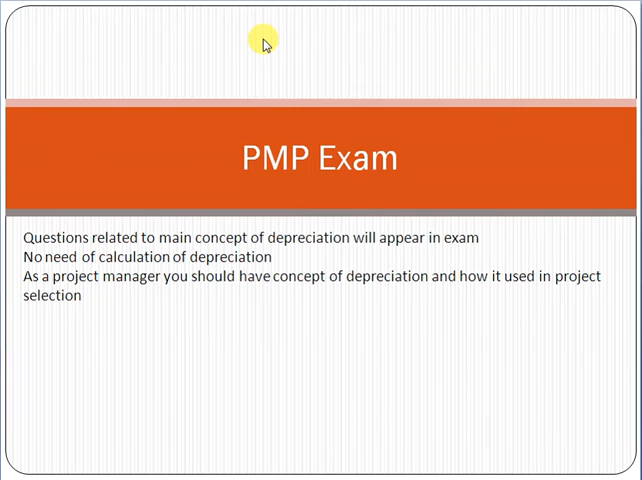 PMP Exam
Questions related to main concept of depreciation will appear in exam
No need of calculation of depreciation
As a project manager you should have concept of depreciation and how it used in project
selection